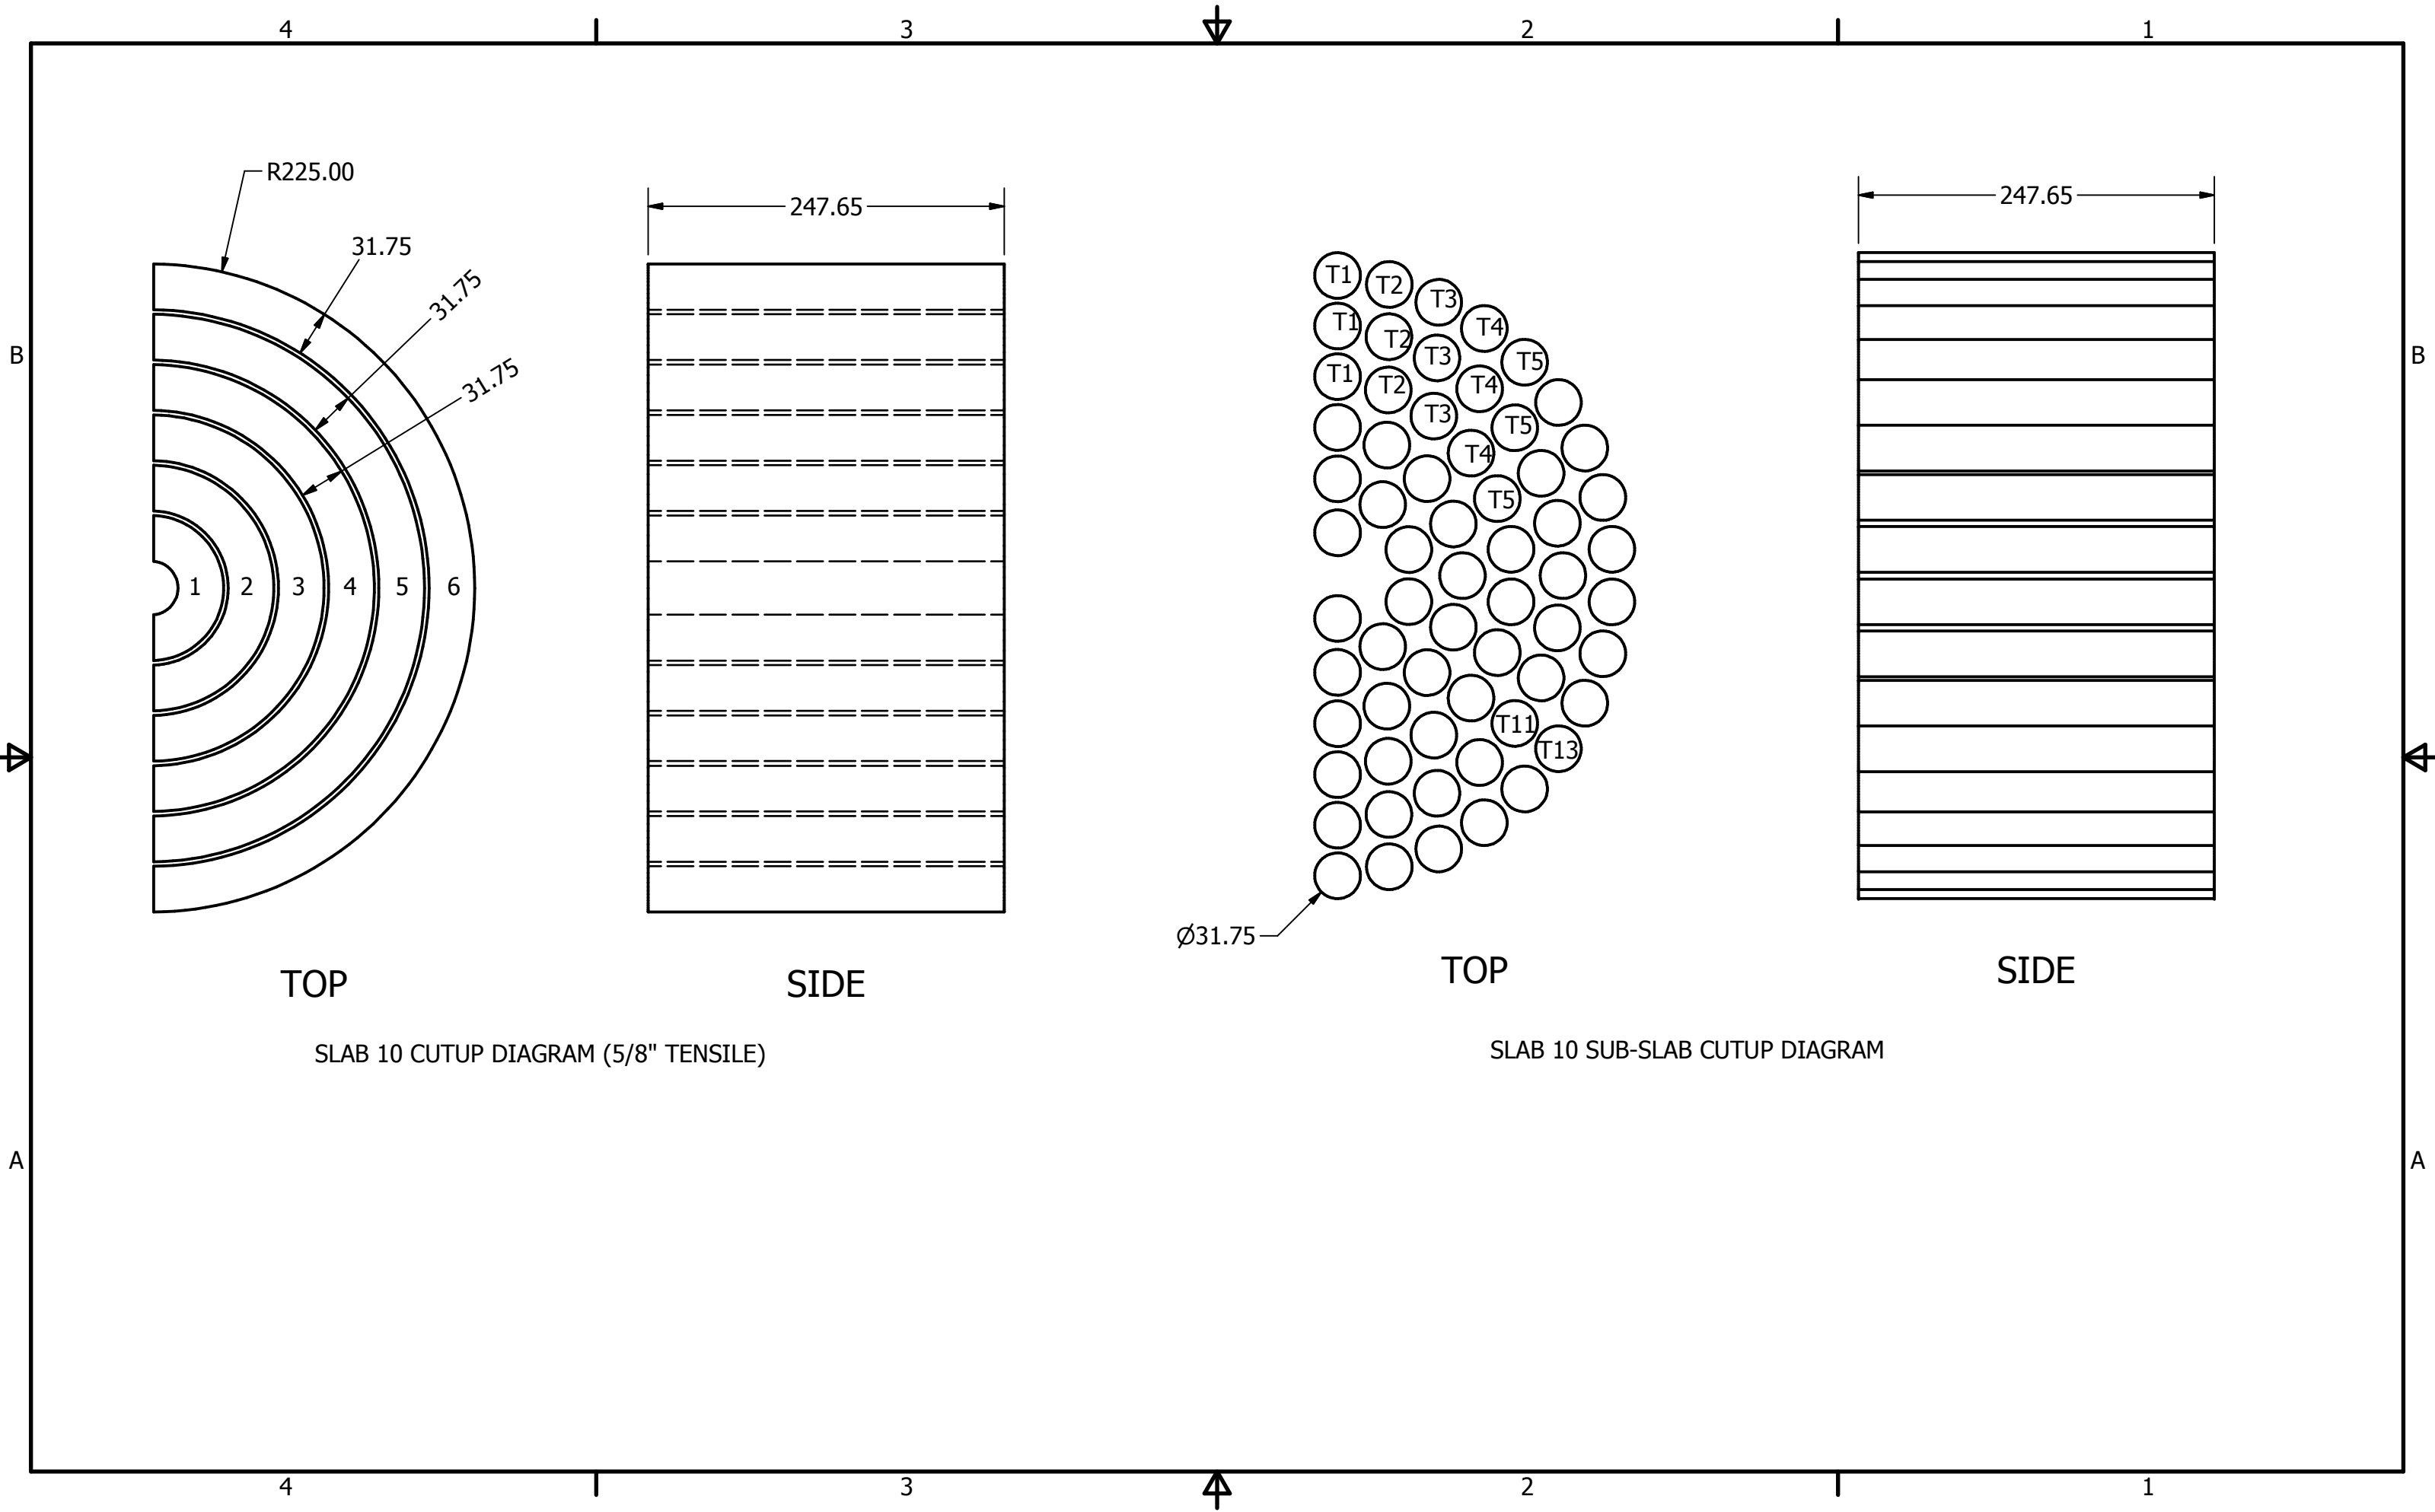 4 3 2 1
R225.00
31.75
31.75
31.75
247.65
247.65
B
B
T1 T2 T3 T4 T5
T1 T2 T3 T4 T5
T1 T2 T3 T4 T5
1 2 3 4 5 6
T11
T13
Ø31.75
TOP
SIDE
TOP
SIDE
SLAB 10 CUTUP DIAGRAM (5/8" TENSILE)
SLAB 10 SUB-SLAB CUTUP DIAGRAM
A
A
4 3 2 1